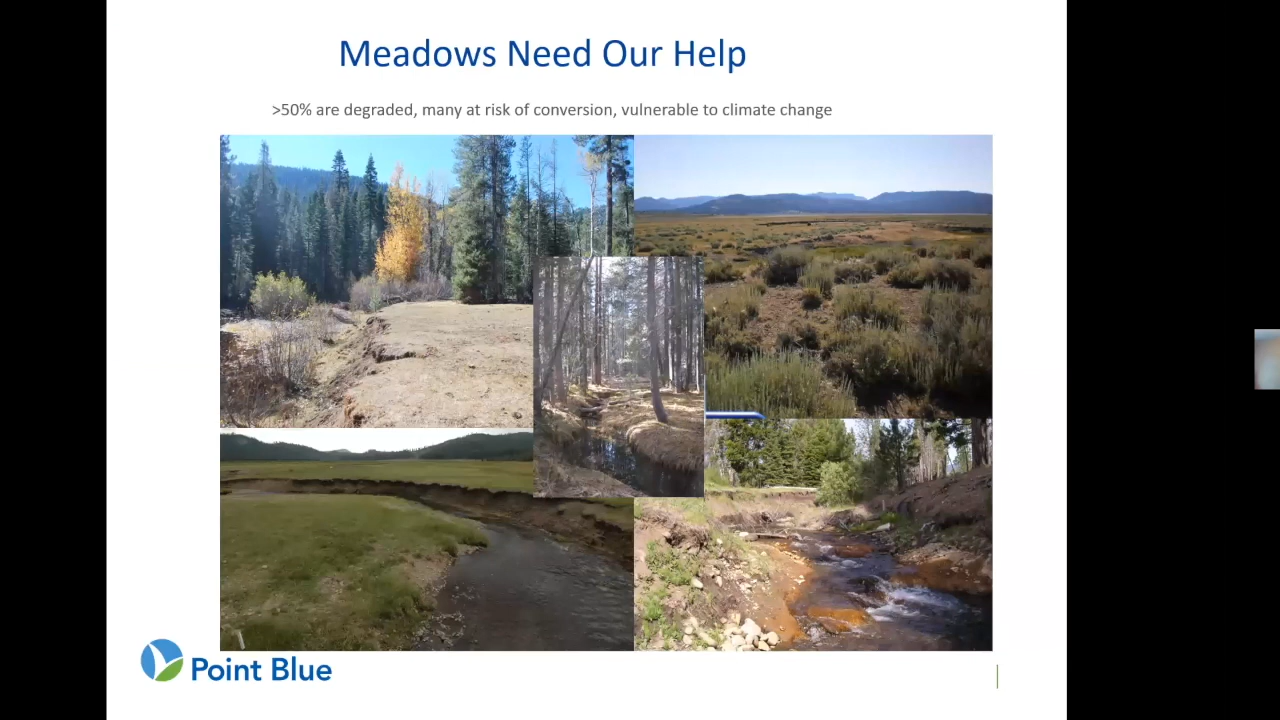 Meadows Need Our Help
>50% are degraded, many at risk of conversion, vulnerable to climate change
Point Blue